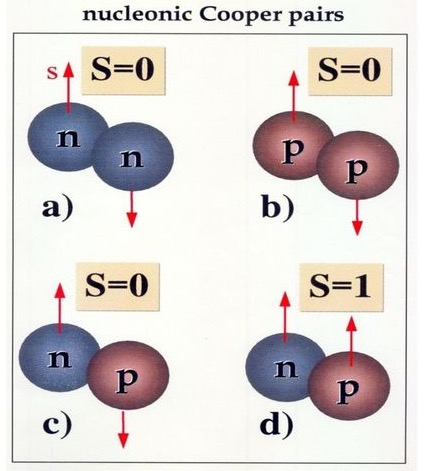 nucleonic Cooper pairs
s S=0
n
n
a)
S=0
p
p
b)
S=0
n
p
c)
S=1
n
p
d)